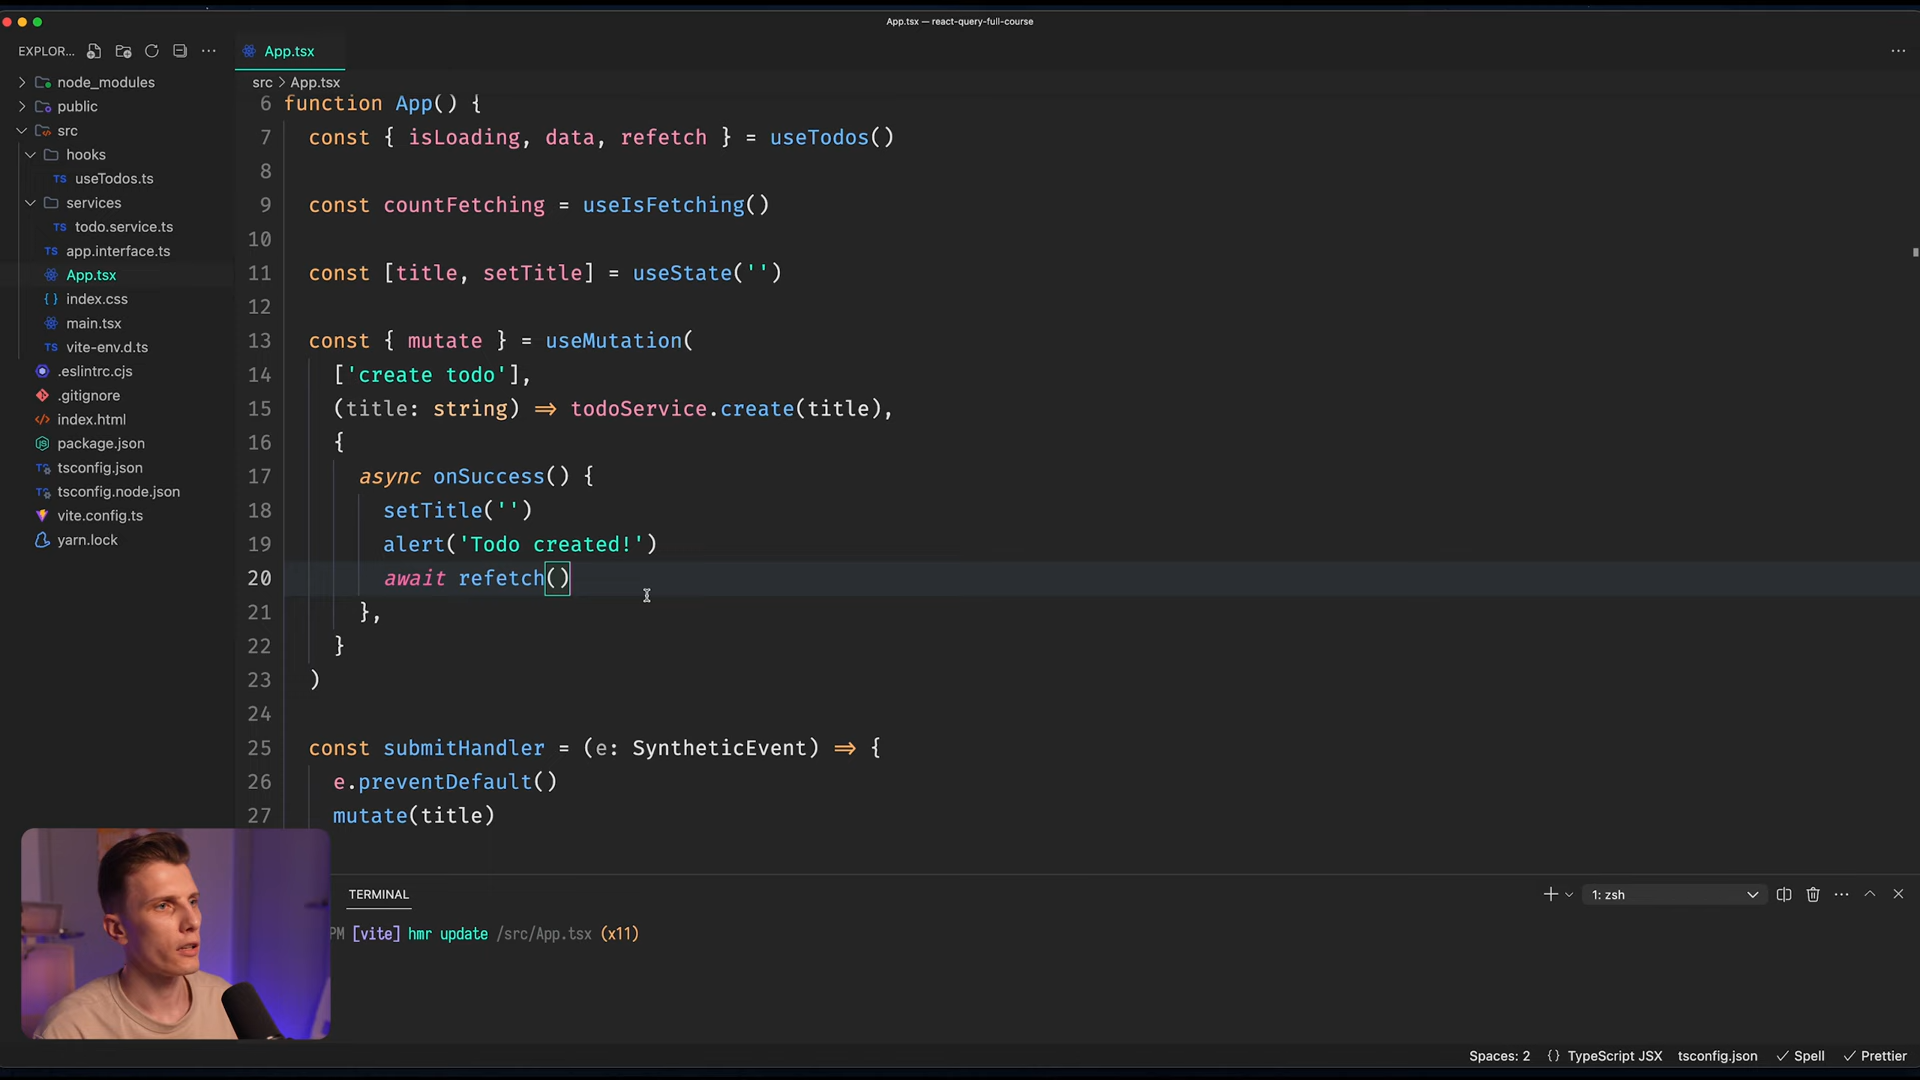 App.tsx — react-query-full-course
EXPLOR...
App.tsx
src > App.tsx
node_modules
public
src
hooks
useTodos.ts
services
todo.service.ts
app.interface.ts
App.tsx
index.css
main.tsx
vite-env.d.ts
.eslintrc.cjs
.gitignore
index.html
package.json
tsconfig.json
tsconfig.node.json
vite.config.ts
yarn.lock
6 function App() {
7 const { isLoading, data, refetch } = useTodos()
8
9 const countFetching = useIsFetching()
10
11 const [title, setTitle] = useState('')
12
13 const { mutate } = useMutation(
14 ['create todo'],
15 (title: string) => todoService.create(title),
16 {
17 async onSuccess() {
18 setTitle('')
19 alert('Todo created!')
20 await refetch()
21 },
22 }
23 )
24
25 const submitHandler = (e: SyntheticEvent) => {
26 e.preventDefault()
27 mutate(title)
TERMINAL
1: zsh
PM [vite] hmr update /src/App.tsx (x11)
Spaces: 2 {} TypeScript JSX tsconfig.json ✓ Spell ✓ Prettier